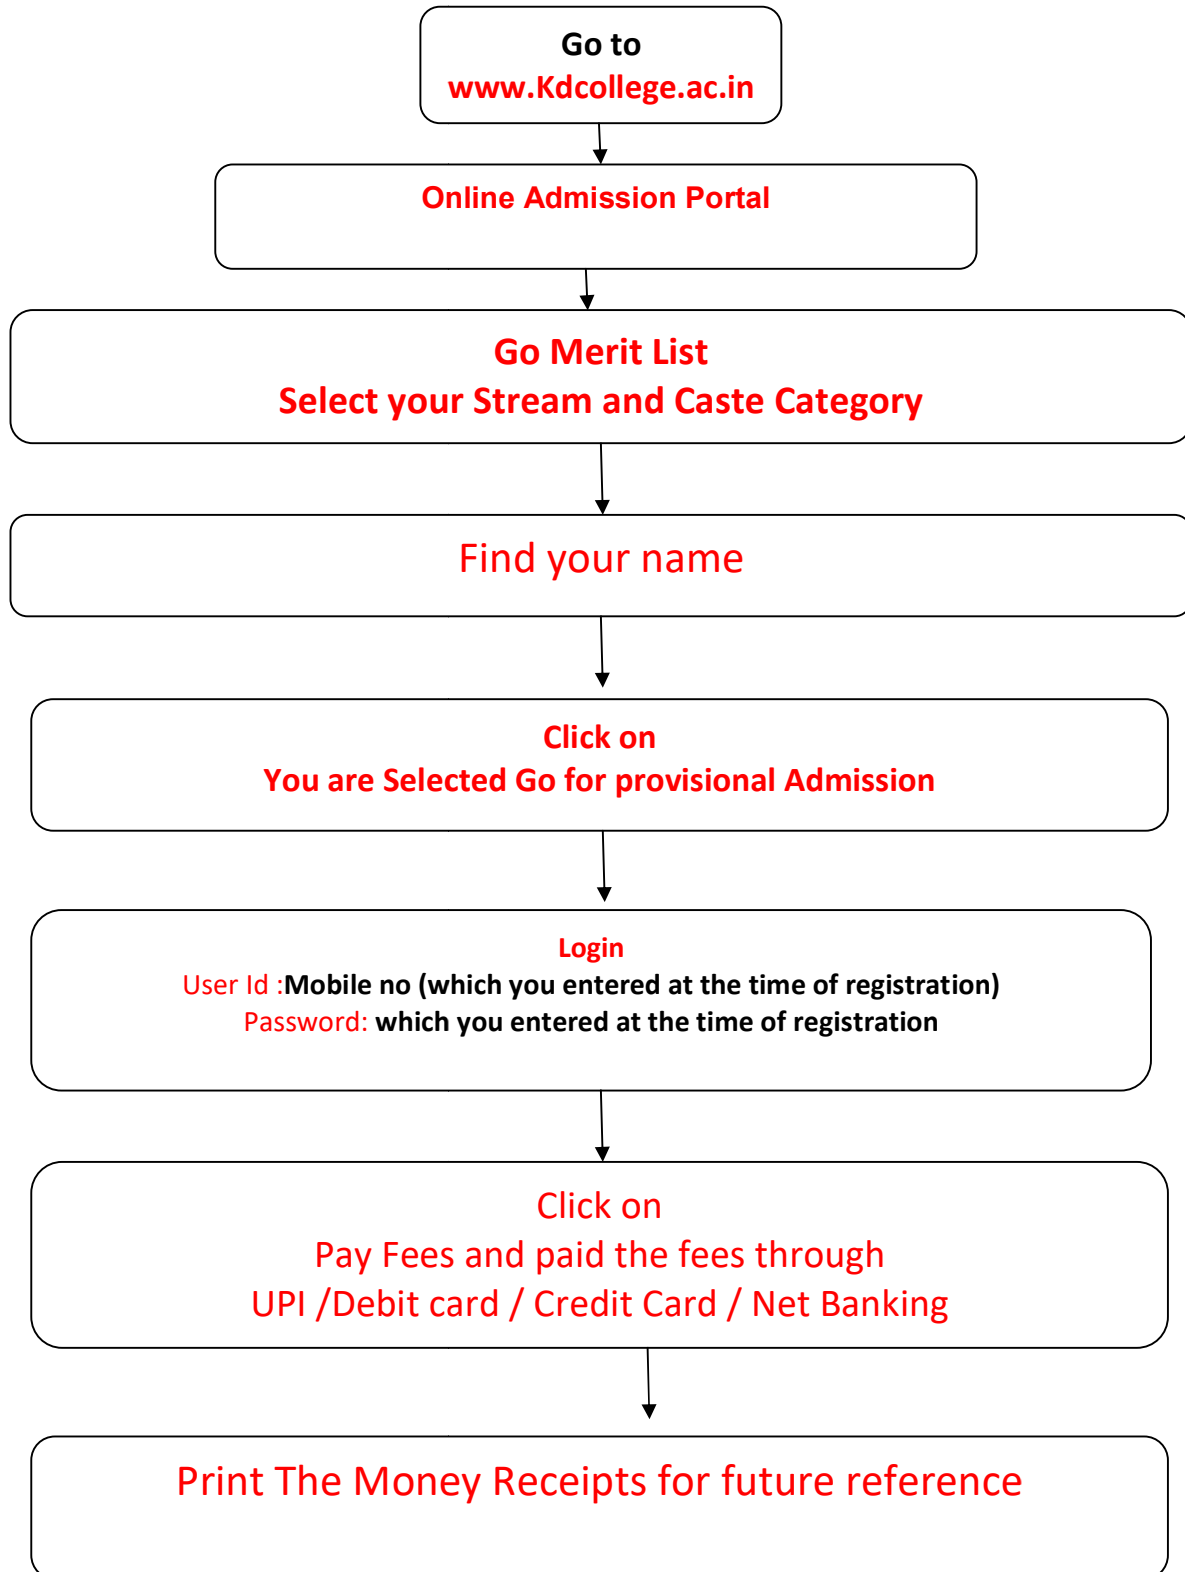 Go to
www.Kdcollege.ac.in
Online Admission Portal
Go Merit List
Select your Stream and Caste Category
Find your name
Click on
You are Selected Go for provisional Admission
Login
User Id :Mobile no (which you entered at the time of registration)
Password: which you entered at the time of registration
Click on
Pay Fees and paid the fees through
UPI /Debit card / Credit Card / Net Banking
Print The Money Receipts for future reference